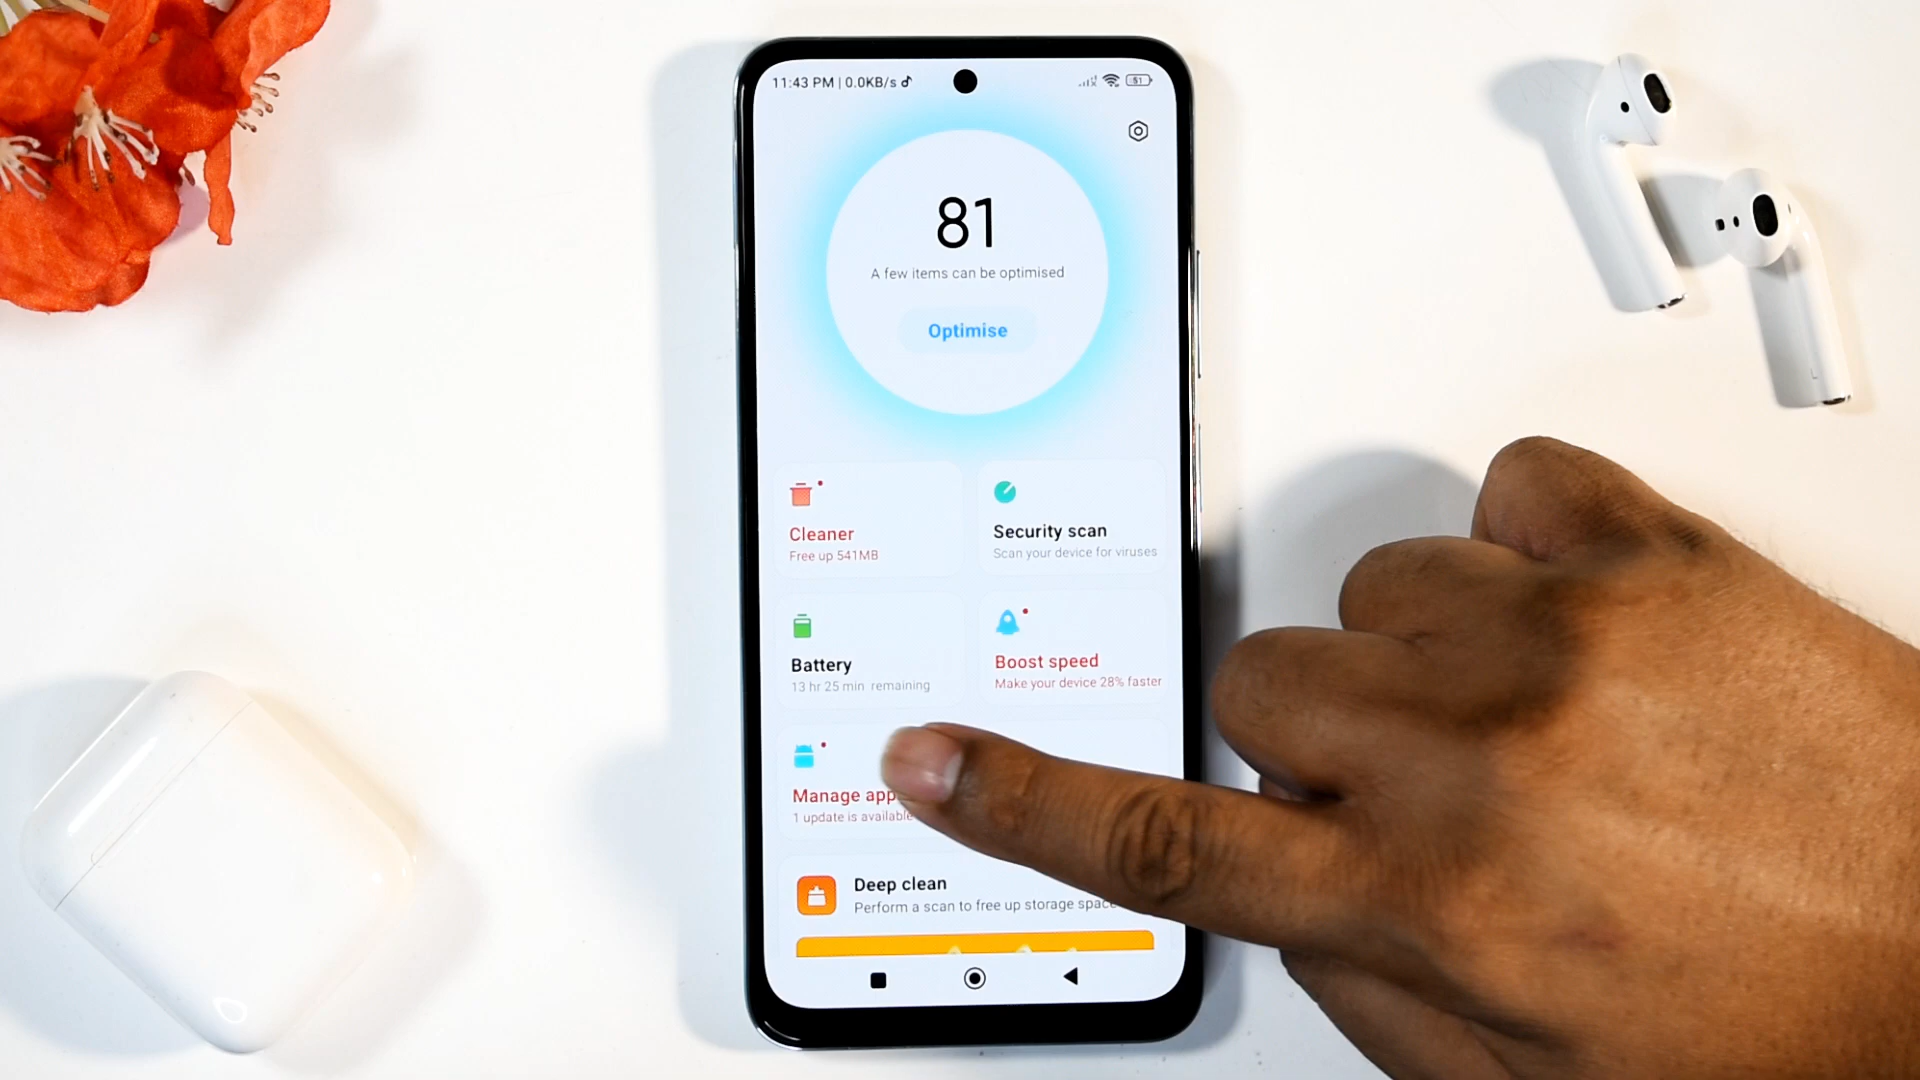 11:43 PM | 0.0KB/s
51
81
A few items can be optimised
Optimise
Cleaner
Free up 541MB
Security scan
Scan your device for viruses
Battery
13 hr 25 min remaining
Boost speed
Make your device 28% faster
Manage app
1 update is available
Deep clean
Perform a scan to free up storage space